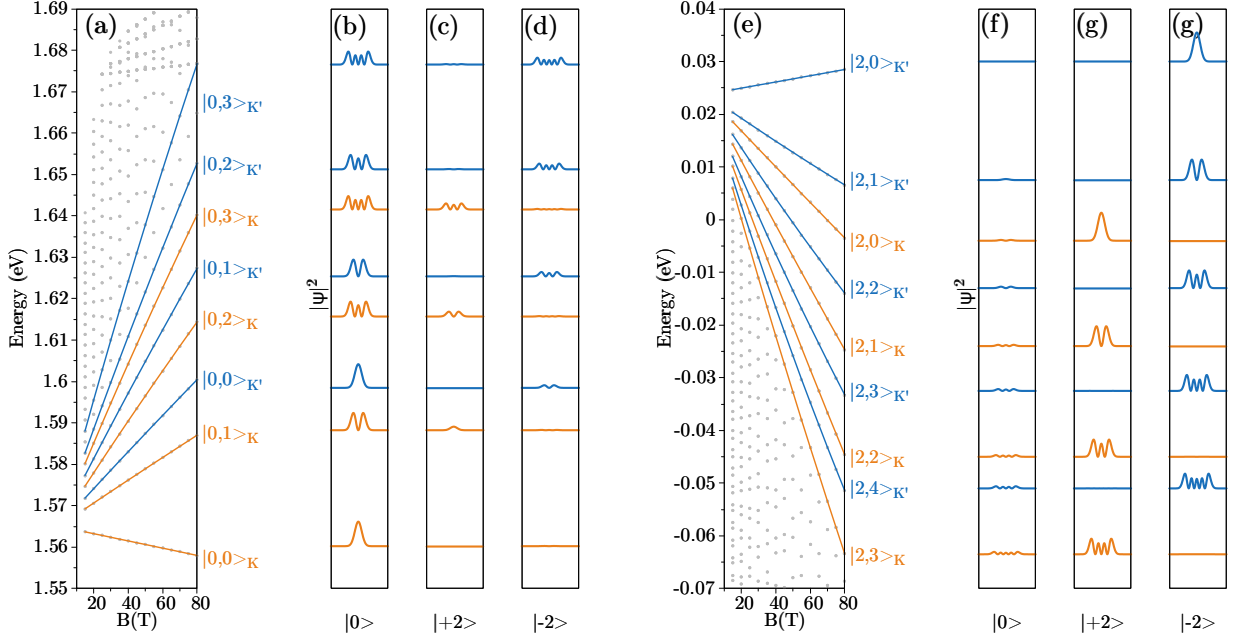 (a)
1.69
1.68
1.67
1.66
1.65
1.64
1.63
1.62
1.61
1.6
1.59
1.58
1.57
1.56
1.55
Energy (eV)
20 40 60 80
B(T)
|0,3>K'
|0,2>K'
|0,3>K
|0,1>K'
|0,2>K
|0,0>K'
|0,1>K
|0,0>K
(b) (c) (d)
|ψ|²
|0> |+2> |-2>
(e)
0.04
0.03
0.02
0.01
0
-0.01
-0.02
-0.03
-0.04
-0.05
-0.06
-0.07
Energy (eV)
20 40 60 80
B(T)
|2,0>K'
|2,1>K'
|2,0>K
|2,2>K'
|2,1>K
|2,3>K'
|2,2>K
|2,4>K'
|2,3>K
(f) (g) (g)
|ψ|²
|0> |+2> |-2>